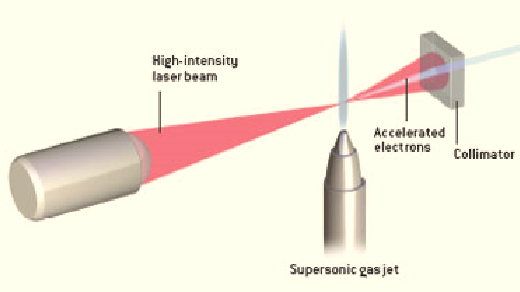 High-intensity
laser beam
Accelerated
electrons
Collimator
Supersonic gas jet